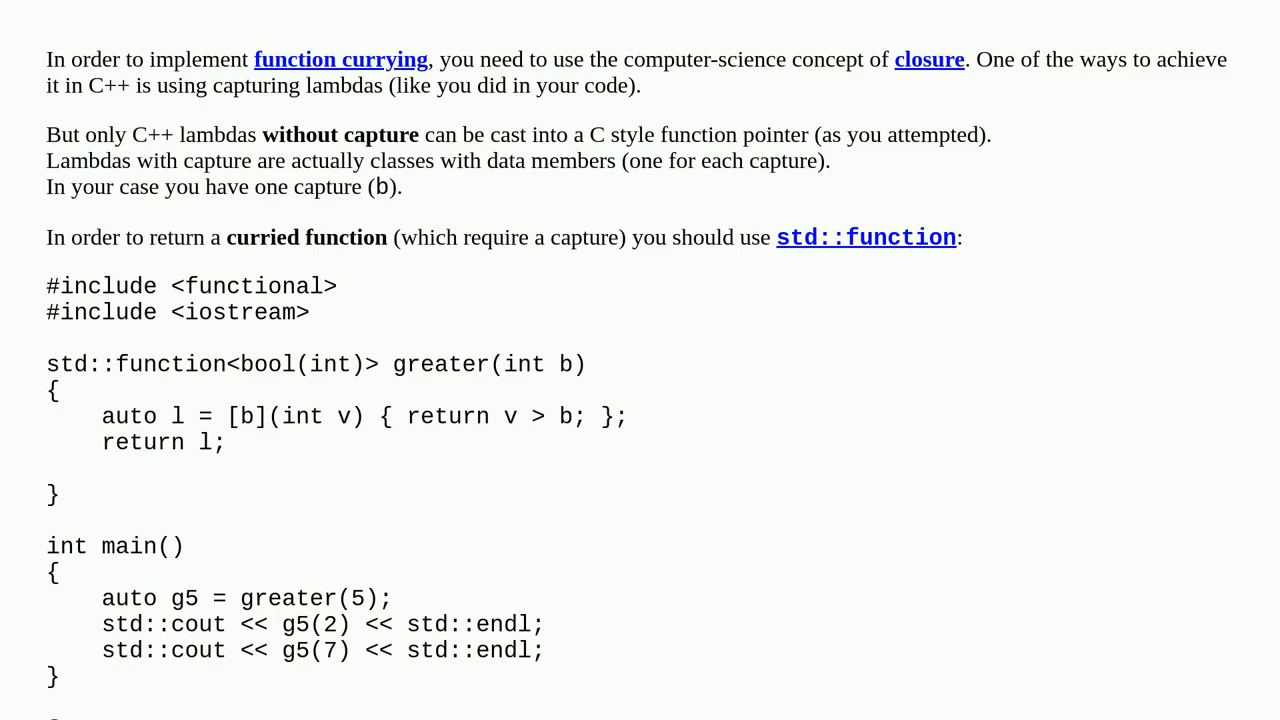 In order to implement function currying, you need to use the computer-science concept of closure. One of the ways to achieve
it in C++ is using capturing lambdas (like you did in your code).
But only C++ lambdas without capture can be cast into a C style function pointer (as you attempted).
Lambdas with capture are actually classes with data members (one for each capture).
In your case you have one capture (b).
In order to return a curried function (which require a capture) you should use std::function:
#include <functional>
#include <iostream>
std::function<bool(int)> greater(int b)
{
    auto l = [b](int v) { return v > b; };
    return l;
}
int main()
{
    auto g5 = greater(5);
    std::cout << g5(2) << std::endl;
    std::cout << g5(7) << std::endl;
}